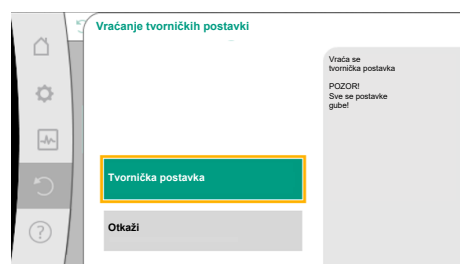 Vraćanje tvorničkih postavki
Vraća se
tvornička postavka
POZOR!
Sve se postavke
gube!
Tvornička postavka
Otkaži
?